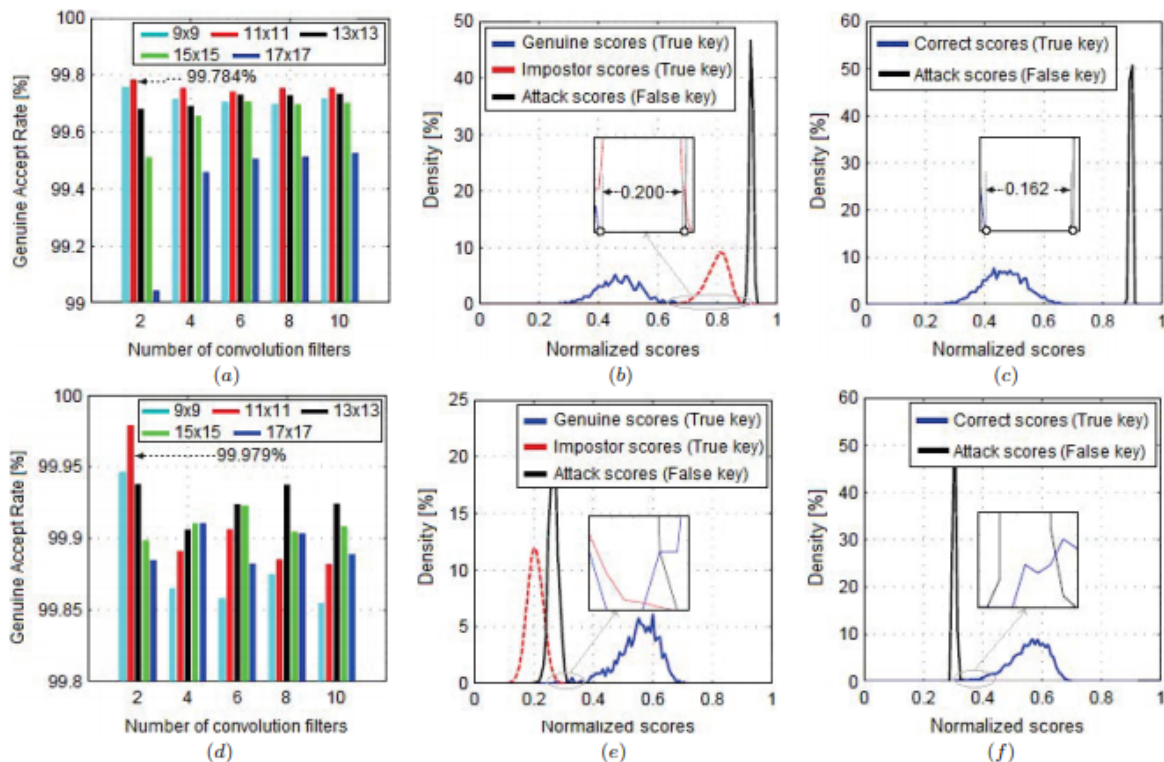 100
99.8
99.6
99.4
99.2
99
Genuine Accept Rate [%]
9x9 11x11 13x13
15x15 17x17
99.784%
2 4 6 8 10
Number of convolution filters
(a)
50
40
30
20
10
0
Density [%]
Genuine scores (True key)
Impostor scores (True key)
Attack scores (False key)
0.200
0 0.2 0.4 0.6 0.8 1
Normalized scores
(b)
60
50
40
30
20
10
0
Density [%]
Correct scores (True key)
Attack scores (False key)
0.162
0 0.2 0.4 0.6 0.8 1
Normalized scores
(c)
100
99.95
99.9
99.85
99.8
Genuine Accept Rate [%]
9x9 11x11 13x13
15x15 17x17
99.979%
2 4 6 8 10
Number of convolution filters
(d)
25
20
15
10
5
0
Density [%]
Genuine scores (True key)
Impostor scores (True key)
Attack scores (False key)
0 0.2 0.4 0.6 0.8 1
Normalized scores
(e)
60
50
40
30
20
10
0
Density [%]
Correct scores (True key)
Attack scores (False key)
0 0.2 0.4 0.6 0.8 1
Normalized scores
(f)